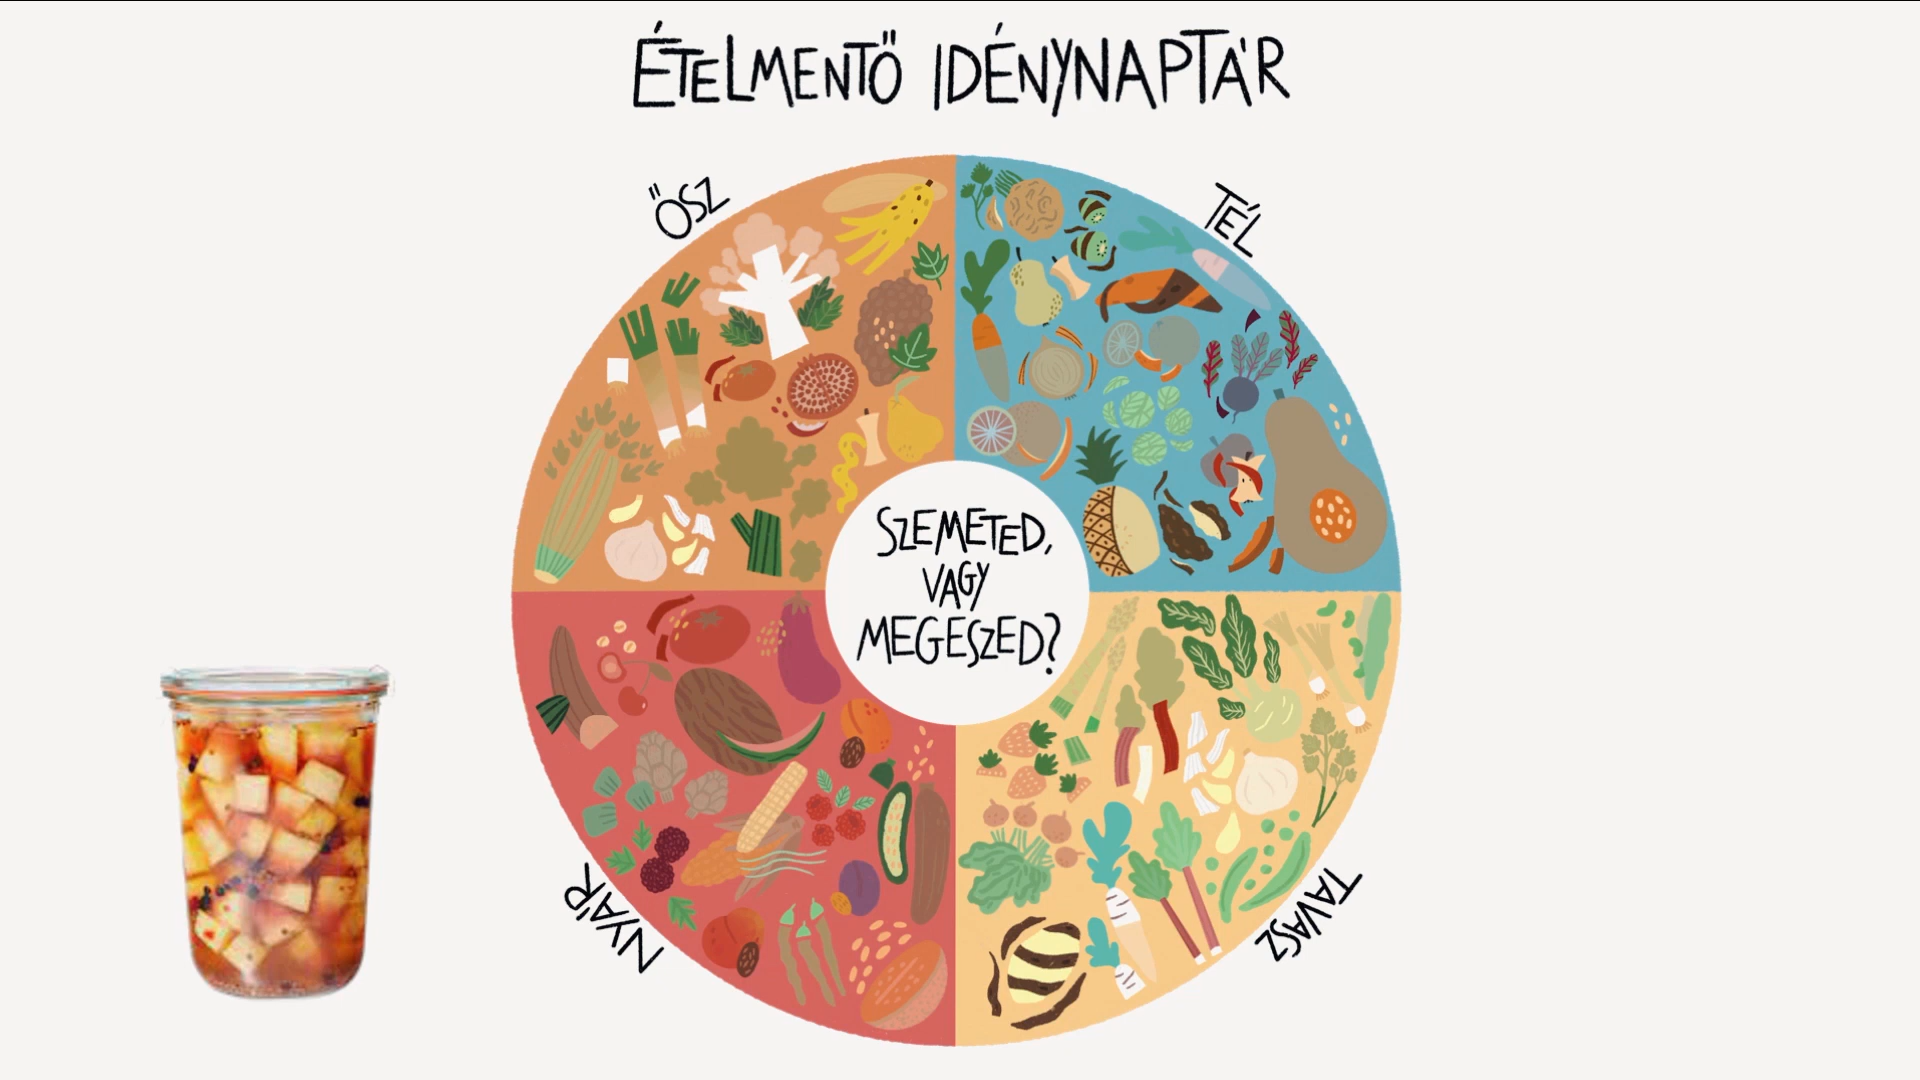 ÉTELMENTŐ IDÉNYNAPTÁR
ŐSZ
TÉL
SZEMETED,
VAGY
MEGESZED?
NYÁR
TAVASZ